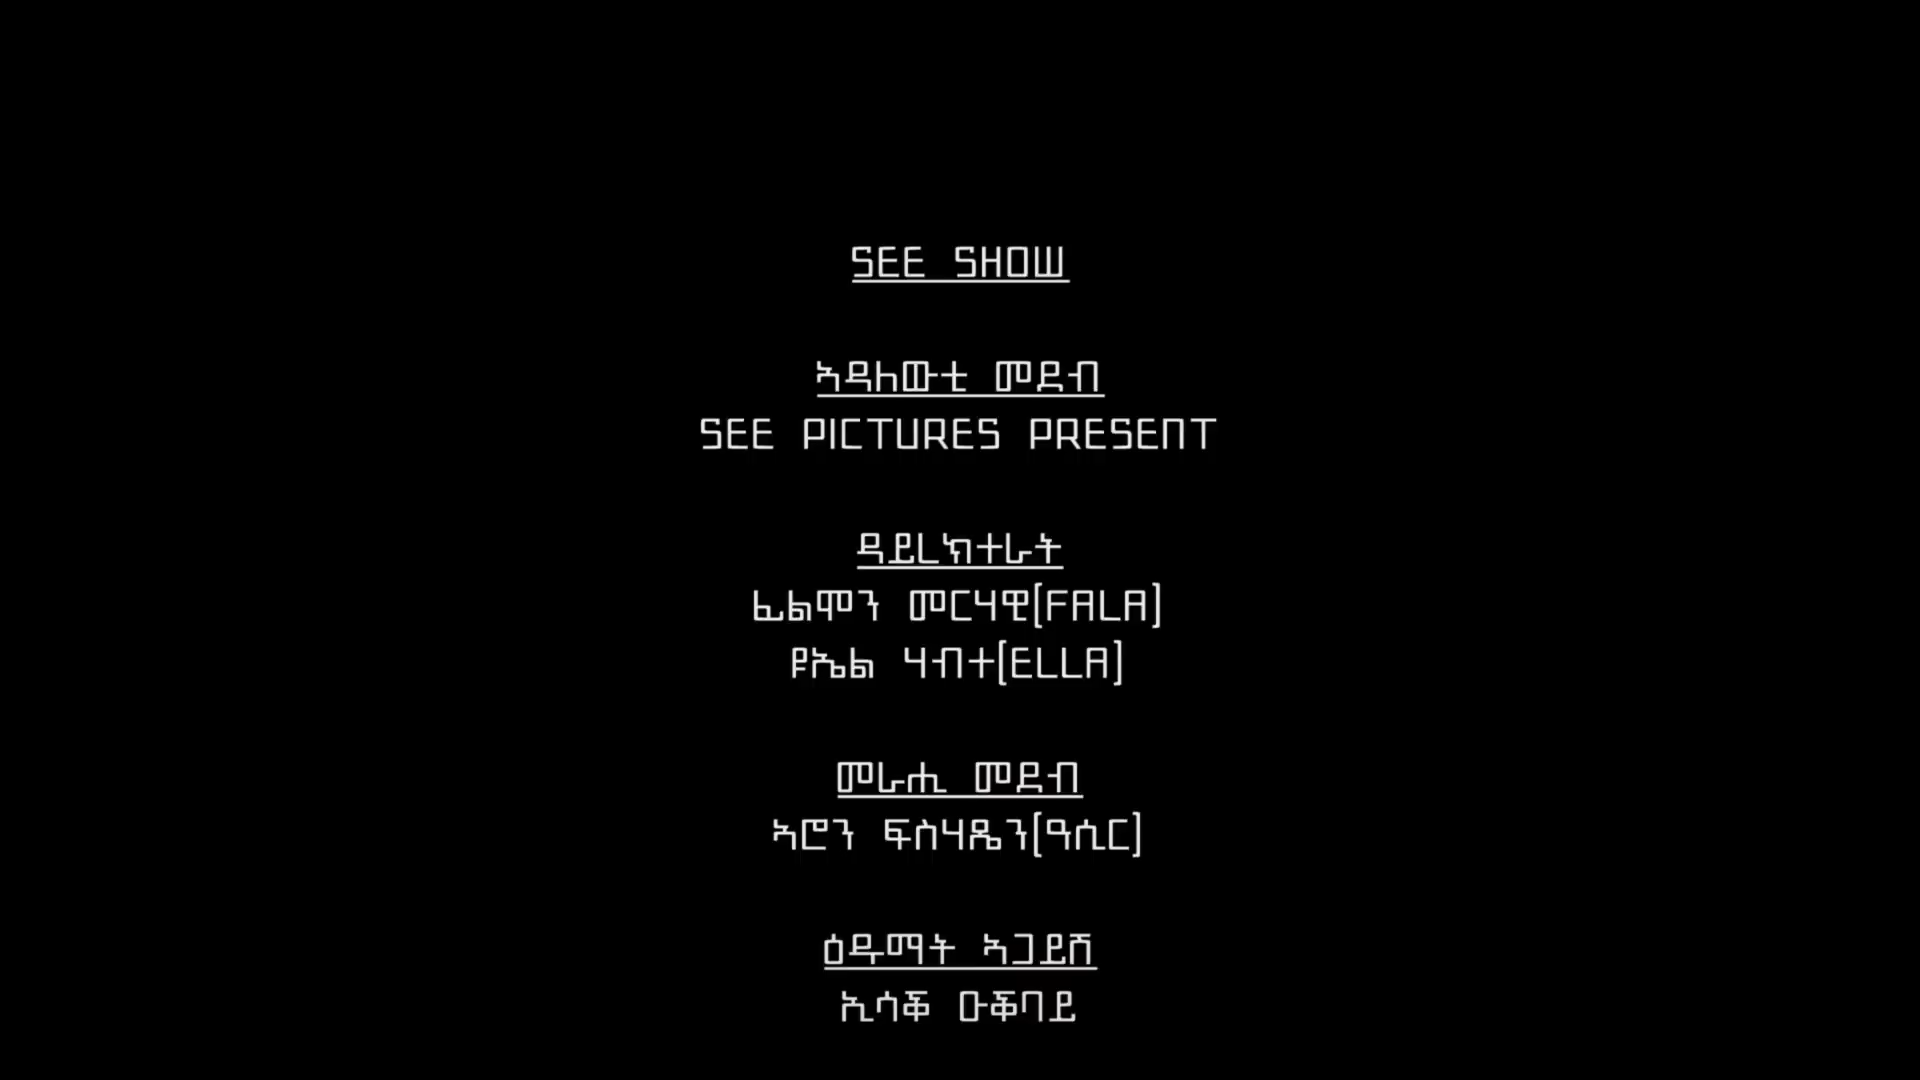 SEE SHOW
ኣዳለውቲ መደብ
SEE PICTURES PRESENT
ዳይረክተራት
ፊልሞን መርሃዊ[FALA]
ዮኤል ሃብተ[ELLA]
መራሒ መደብ
ኣሮን ፍስሃጼን[ዓሲር]
ዕዱማት ኣጋይሽ
ኢሳቕ ዑቕባይ